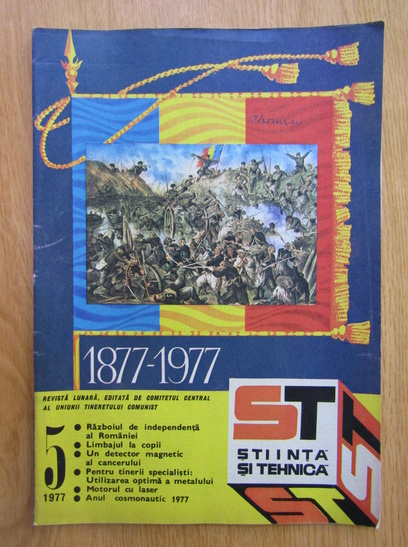 1877-1977
REVISTĂ LUNARĂ, EDITATĂ DE COMITETUL CENTRAL
AL UNIUNII TINERETULUI COMUNIST
5
1977
● Războiul de independență
al României
● Limbajul la copii
● Un detector magnetic
al cancerului
● Pentru tinerii specialiști:
Utilizarea optimă a metalului
● Motorul cu laser
● Anul cosmonautic 1977
ST
ȘTIINȚĂ
ȘI TEHNICĂ
ST
ST